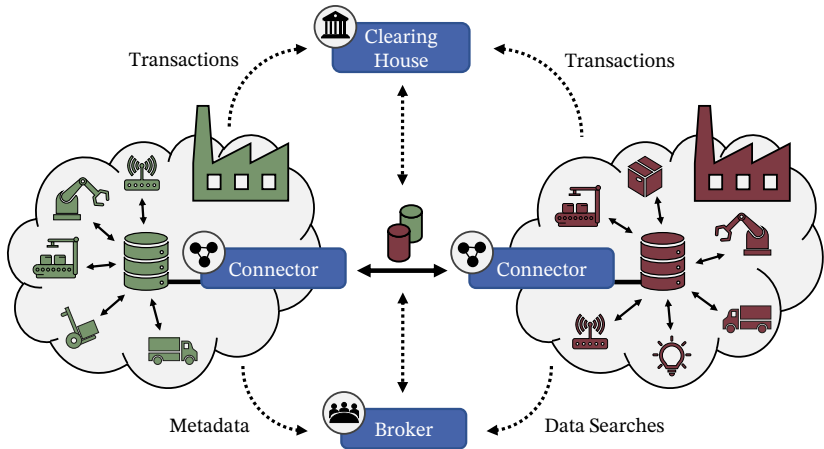 Clearing
House
Transactions
Transactions
Connector
Connector
Metadata
Broker
Data Searches